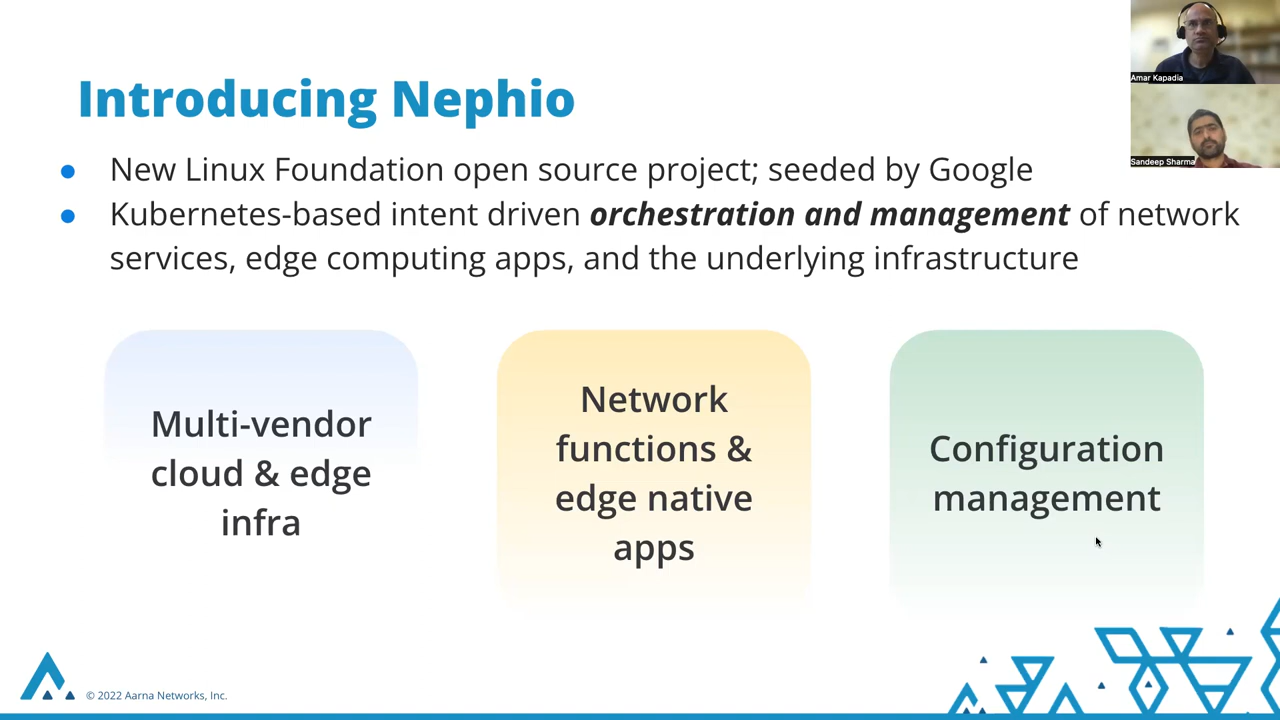 Introducing Nephio
Amar Kapadia
Sandeep Sharma
● New Linux Foundation open source project; seeded by Google
● Kubernetes-based intent driven orchestration and management of network
services, edge computing apps, and the underlying infrastructure
Multi-vendor
cloud & edge
infra
Network
functions &
edge native
apps
Configuration
management
© 2022 Aarna Networks, Inc.